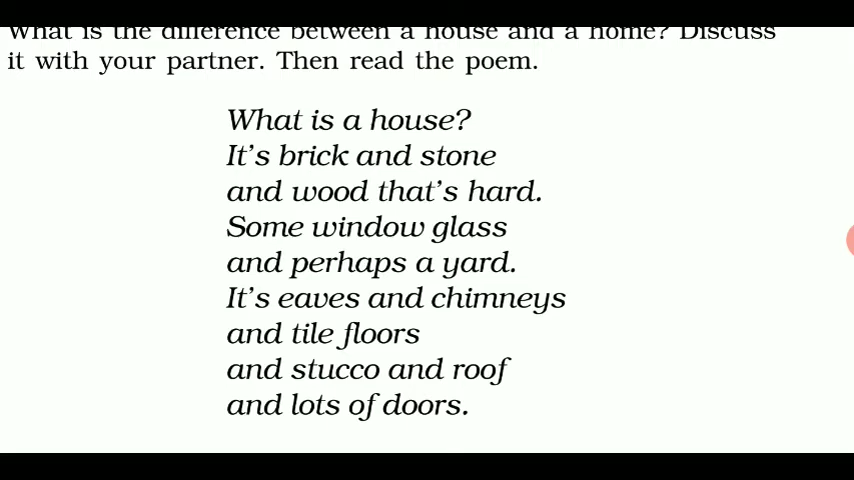 What is the difference between a house and a home? Discuss
it with your partner. Then read the poem.
What is a house?
It's brick and stone
and wood that's hard.
Some window glass
and perhaps a yard.
It's eaves and chimneys
and tile floors
and stucco and roof
and lots of doors.